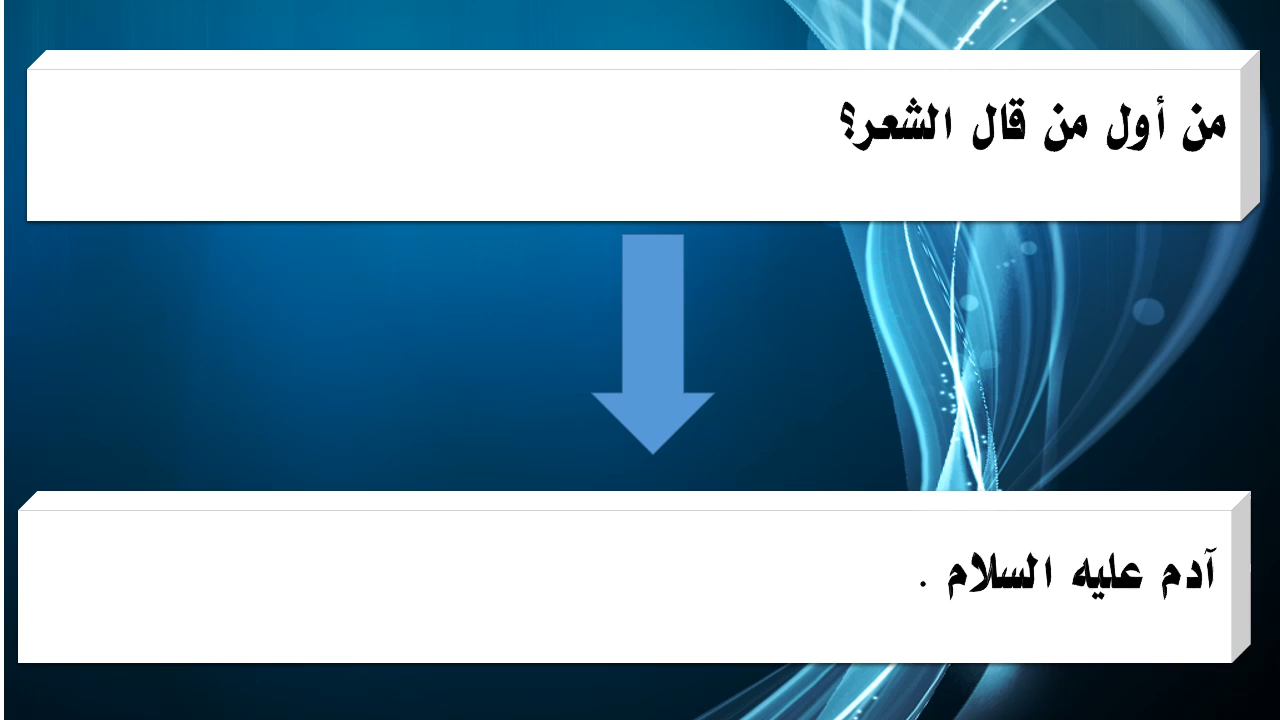 من أول من قال الشعر؟
آدم عليه السلام .